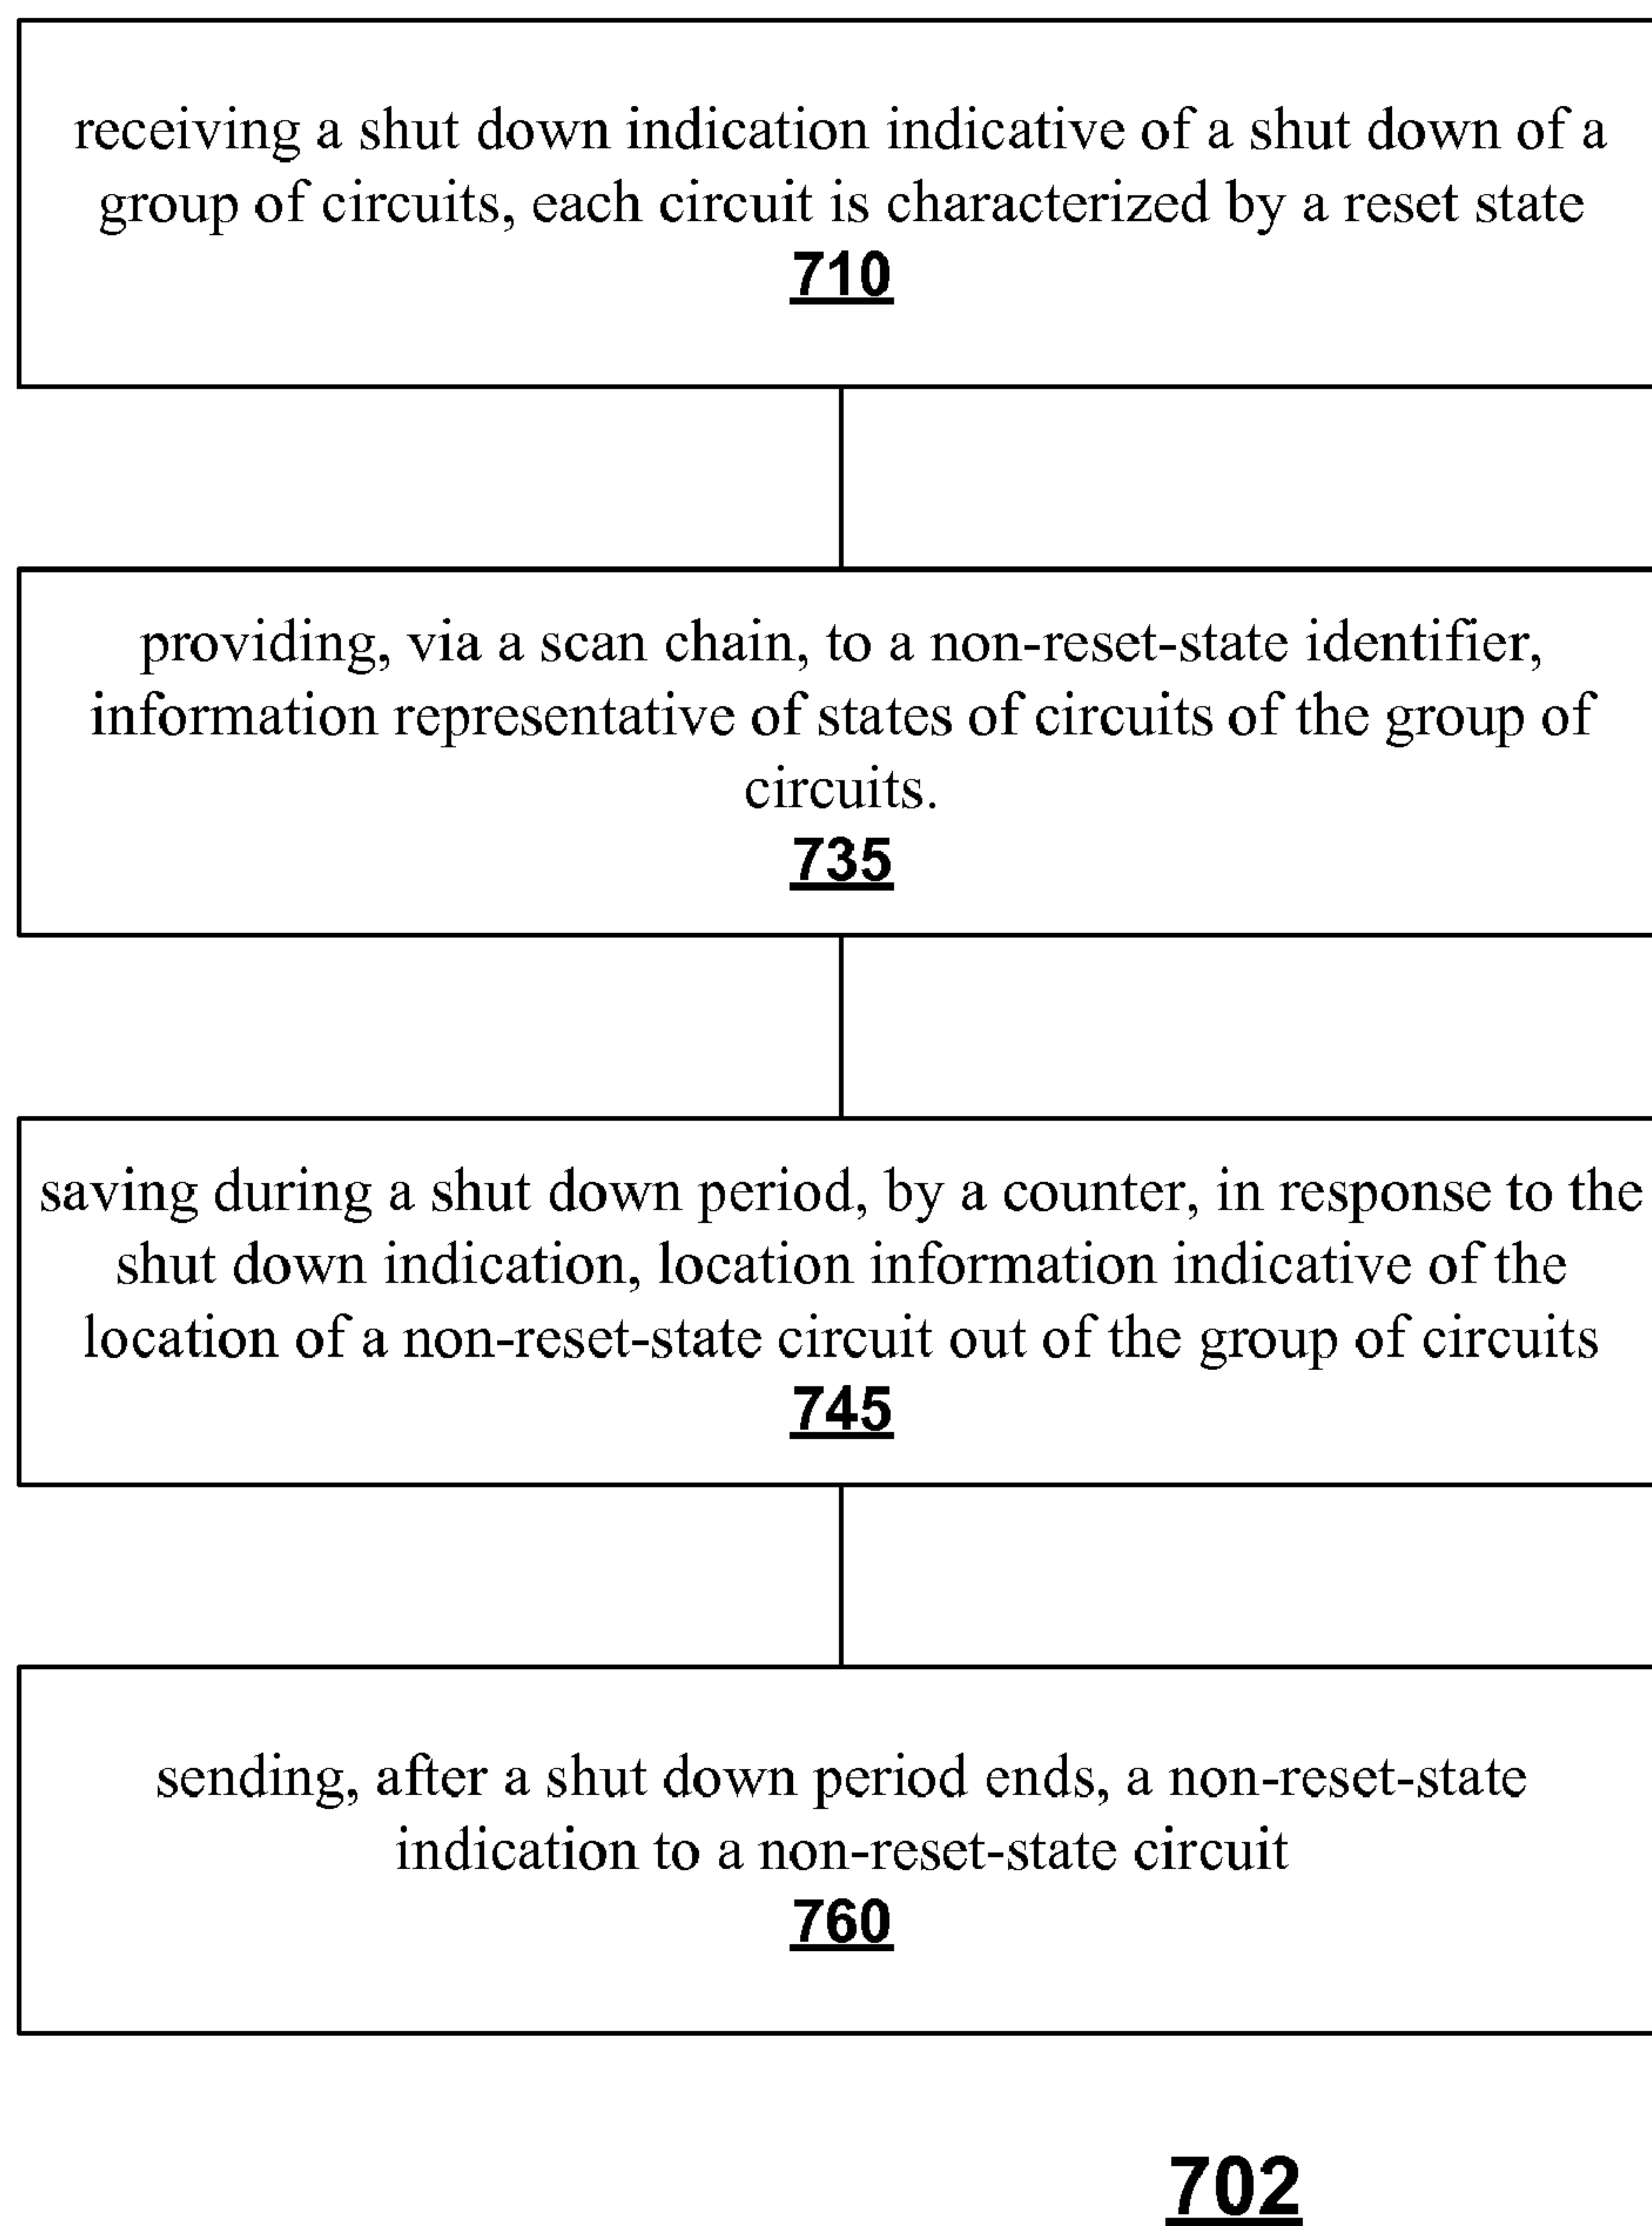 receiving a shut down indication indicative of a shut down of a
group of circuits, each circuit is characterized by a reset state
710
providing, via a scan chain, to a non-reset-state identifier,
information representative of states of circuits of the group of
circuits.
735
saving during a shut down period, by a counter, in response to the
shut down indication, location information indicative of the
location of a non-reset-state circuit out of the group of circuits
745
sending, after a shut down period ends, a non-reset-state
indication to a non-reset-state circuit
760
702